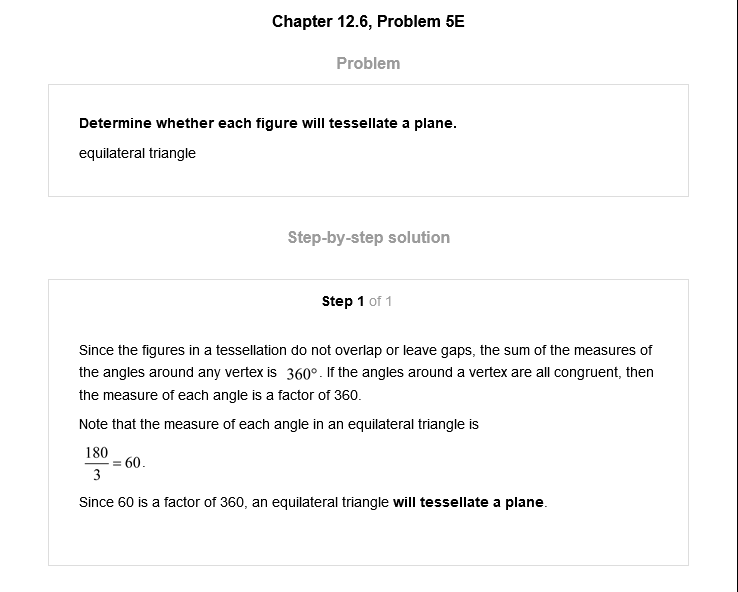 Chapter 12.6, Problem 5E
Problem
Determine whether each figure will tessellate a plane.
equilateral triangle
Step-by-step solution
Step 1 of 1
Since the figures in a tessellation do not overlap or leave gaps, the sum of the measures of
the angles around any vertex is 360°. If the angles around a vertex are all congruent, then
the measure of each angle is a factor of 360.
Note that the measure of each angle in an equilateral triangle is
180
3
= 60.
Since 60 is a factor of 360, an equilateral triangle will tessellate a plane.